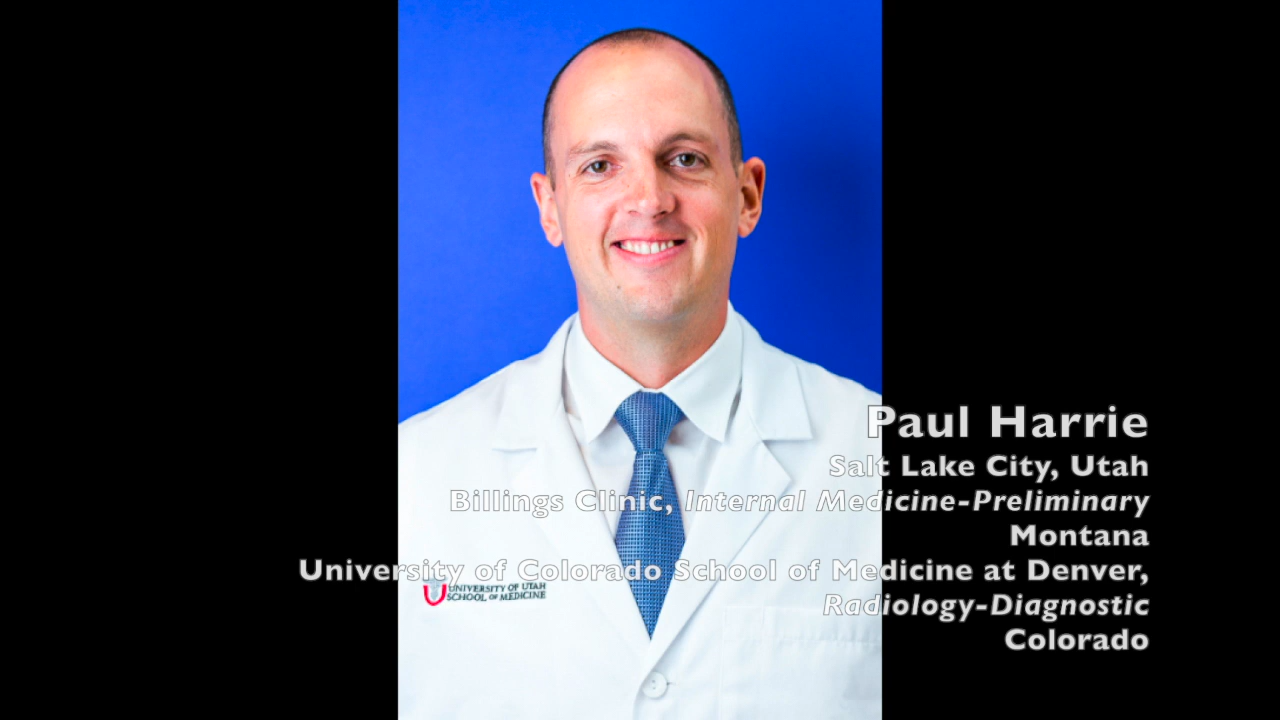 Paul Harrie
Salt Lake City, Utah
Billings Clinic, Internal Medicine-Preliminary
Montana
University of Colorado School of Medicine at Denver,
Radiology-Diagnostic
Colorado
UNIVERSITY OF UTAH
SCHOOL OF MEDICINE